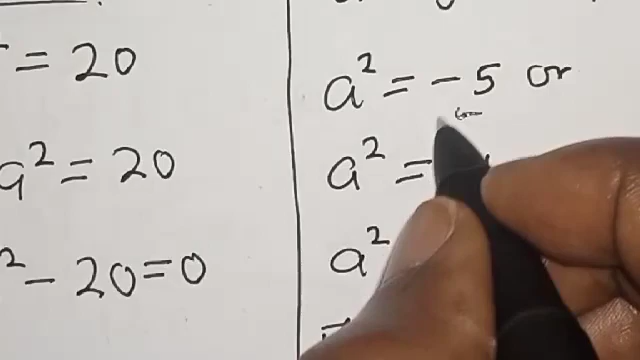 = 20
a² = 20
² - 20 = 0
a² = - 5 or
a² =
a²